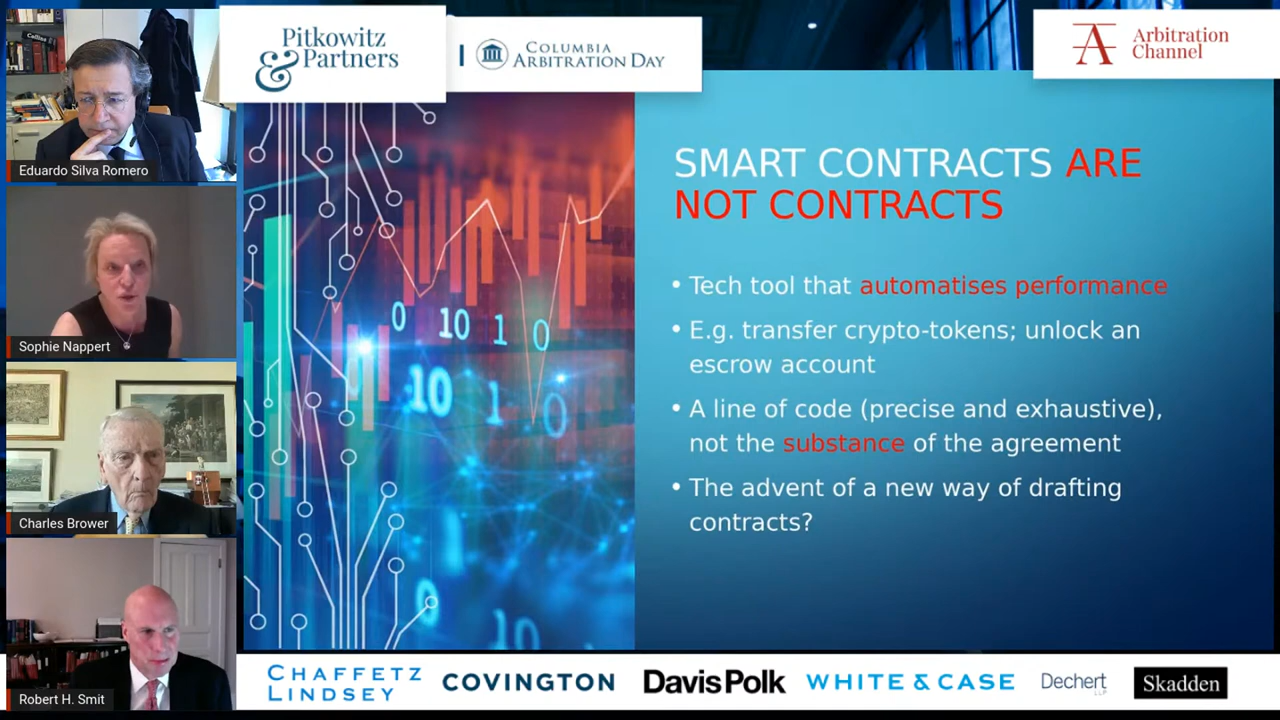 Pitkowitz
& Partners
COLUMBIA
ARBITRATION DAY
Arbitration
Channel
Eduardo Silva Romero
Sophie Nappert
Charles Brower
Robert H. Smit
SMART CONTRACTS ARE
NOT CONTRACTS
• Tech tool that automatises performance
• E.g. transfer crypto-tokens; unlock an
escrow account
• A line of code (precise and exhaustive),
not the substance of the agreement
• The advent of a new way of drafting
contracts?
0 10 1 0
10 1 0
0 10
CHAFFETZ
LINDSEY
COVINGTON
DavisPolk
WHITE & CASE
Dechert
LLP
Skadden